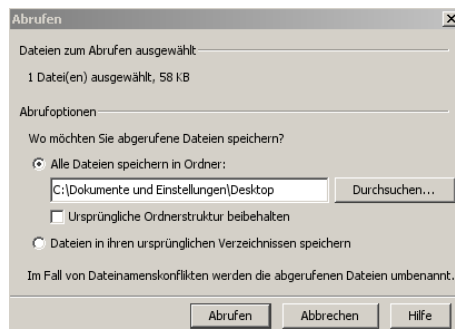 Abrufen
Dateien zum Abrufen ausgewählt
1 Datei(en) ausgewählt, 58 KB
Abrufoptionen
Wo möchten Sie abgerufene Dateien speichern?
Alle Dateien speichern in Ordner:
C:\Dokumente und Einstellungen\Desktop Durchsuchen...
Ursprüngliche Ordnerstruktur beibehalten
Dateien in ihren ursprünglichen Verzeichnissen speichern
Im Fall von Dateinamenskonflikten werden die abgerufenen Dateien umbenannt.
Abrufen Abbrechen Hilfe